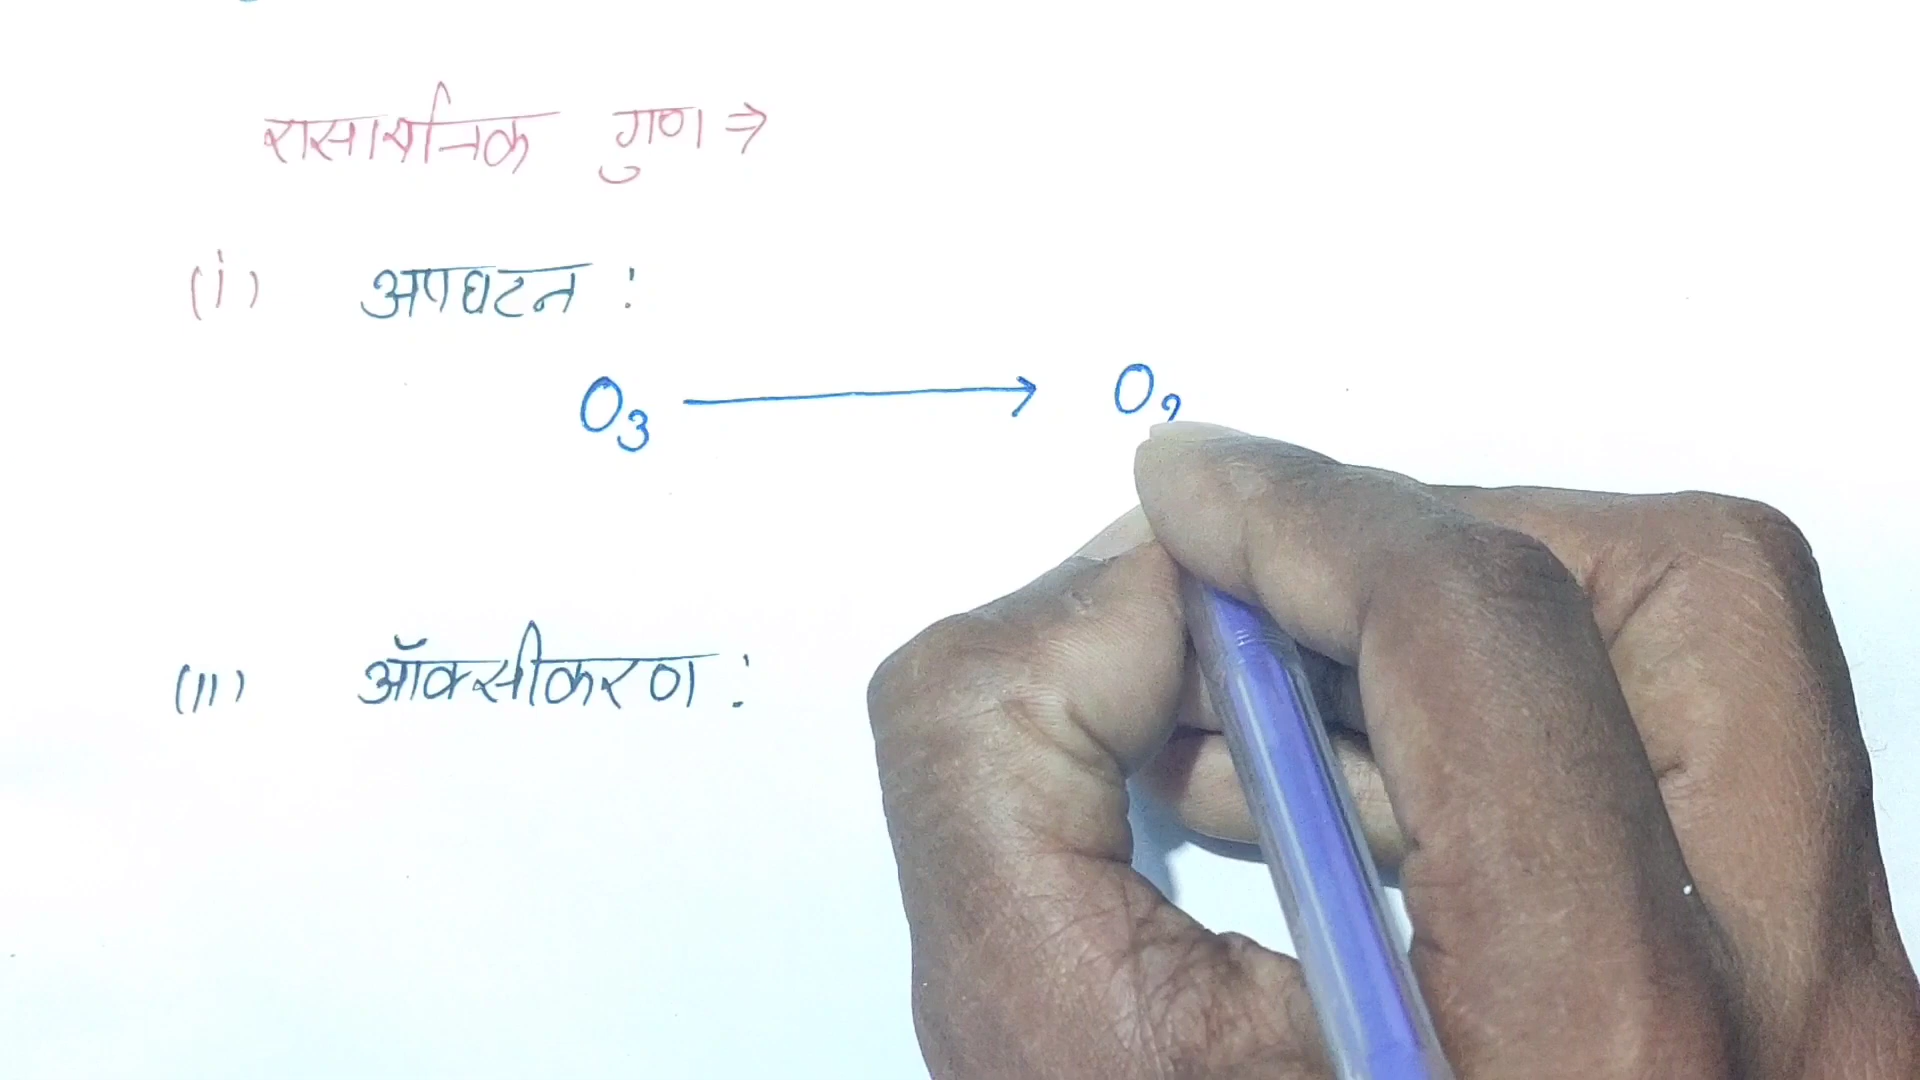 रासायनिक गुण ⇒
(i) अपघटन :
O₃ ⟶ O₂
(ii) ऑक्सीकरण :